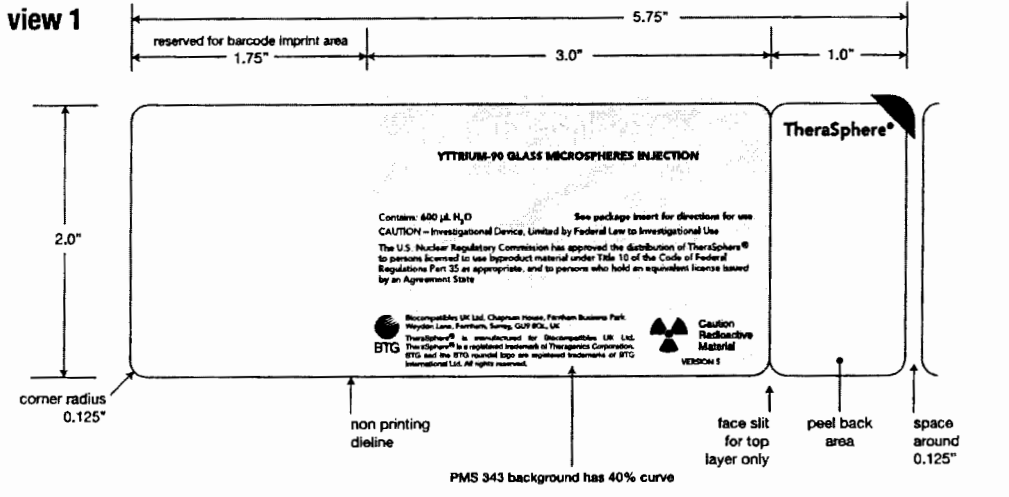 view 1
5.75"
reserved for barcode imprint area
1.75"
3.0"
1.0"
TheraSphere®
YTTRIUM-90 GLASS MICROSPHERES INJECTION
2.0"
Contains: 600 µL H₂O
See package insert for directions for use
CAUTION – Investigational Device, Limited by Federal Law to Investigational Use
The U.S. Nuclear Regulatory Commission has approved the distribution of TheraSphere®
to persons licensed to use byproduct material under Title 10 of the Code of Federal
Regulations Part 35 as appropriate, and to persons who hold an equivalent license issued
by an Agreement State
Biocompatibles UK Ltd, Chapman House, Farnham Business Park
Weydon Lane, Farnham, Surrey, GU9 8QL, UK
TheraSphere® is manufactured for Biocompatibles UK Ltd.
TheraSphere® is a registered trademark of Theragenics Corporation.
BTG and the BTG roundel logo are registered trademarks of BTG
International Ltd. All rights reserved.
BTG
Caution
Radioactive
Material
VERSION 5
corner radius
0.125"
non printing
dieline
PMS 343 background has 40% curve
face slit
for top
layer only
peel back
area
space
around
0.125"